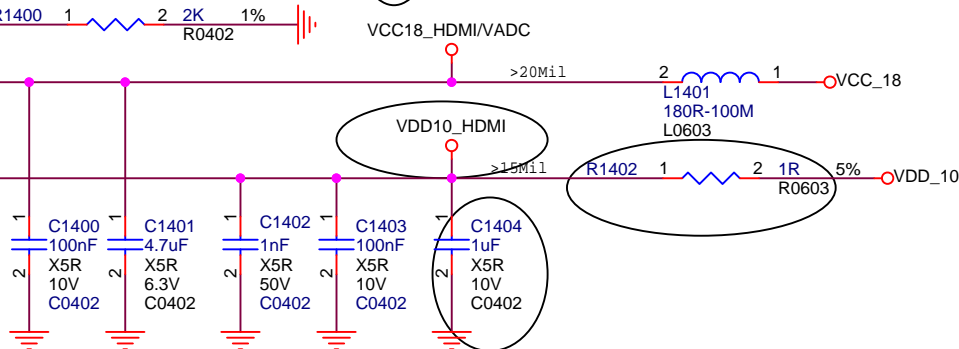 R1400 1 2 2K 1%
R0402
VCC18_HDMI/VADC
>20Mil 2 1 VCC_18
L1401
180R-100M
L0603
VDD10_HDMI
>15Mil R1402 1 2 1R 5% VDD_10
R0603
1 C1400
100nF
2 X5R
10V
C0402
1 C1401
4.7uF
2 X5R
6.3V
C0402
1 C1402
1nF
2 X5R
50V
C0402
1 C1403
100nF
2 X5R
10V
C0402
1 C1404
1uF
2 X5R
10V
C0402